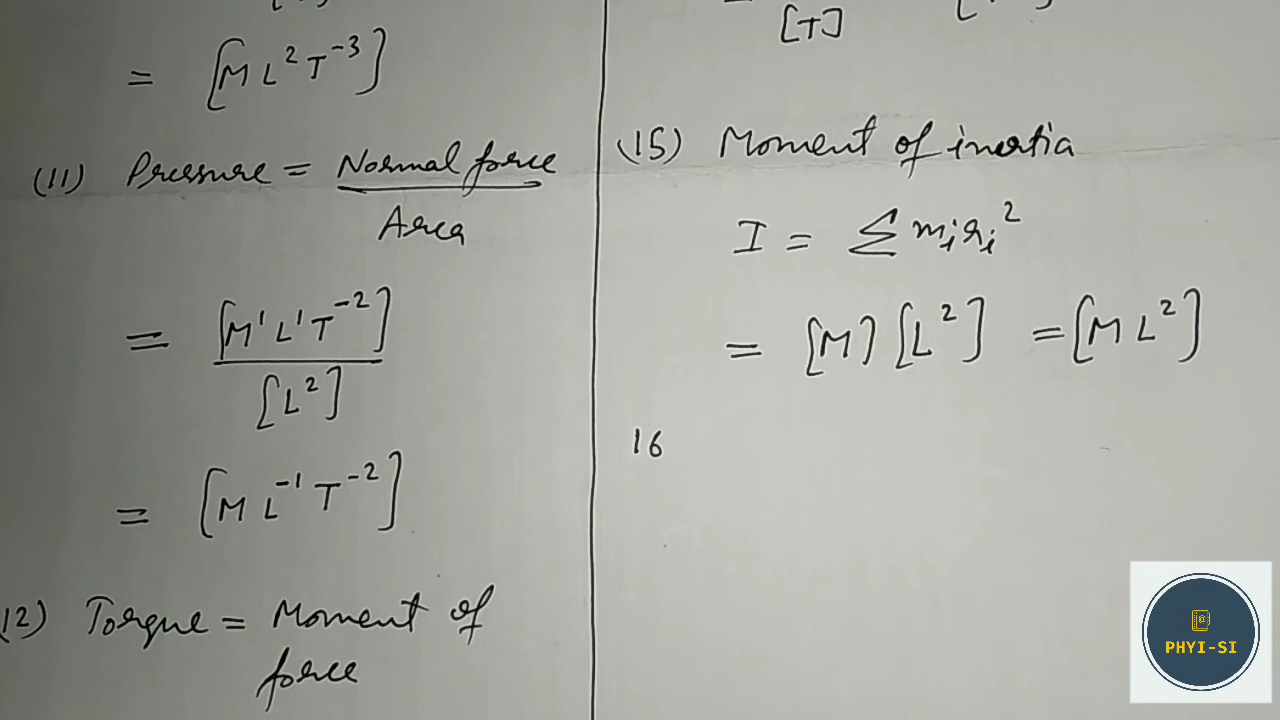 = [M L² T⁻³]
(11) Pressure = Normal force
Area
= [M¹ L¹ T⁻²]
[L²]
= [M L⁻¹ T⁻²]
(12) Torque = Moment of
force
[T]
(15) Moment of inertia
I = Σ mᵢrᵢ²
= [M] [L²] = [M L²]
16
PHYI-SI